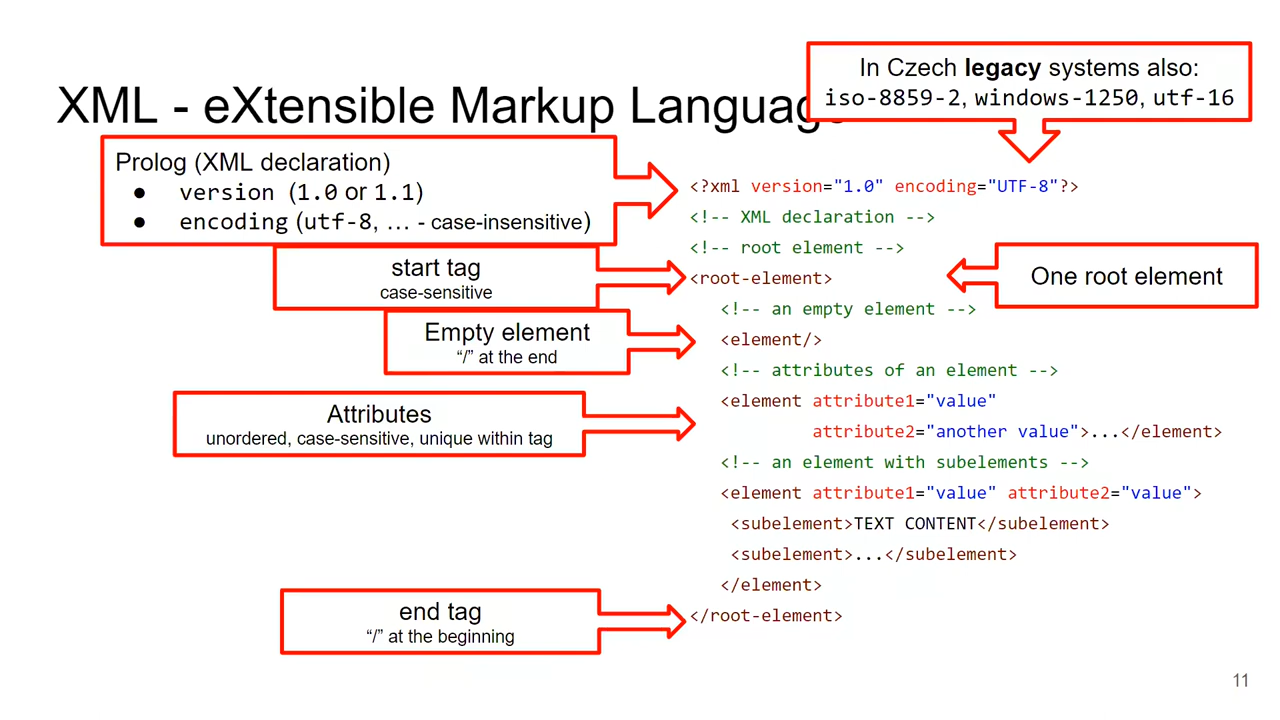 In Czech legacy systems also:
iso-8859-2, windows-1250, utf-16
XML - eXtensible Markup Language
Prolog (XML declaration)
● version (1.0 or 1.1)
● encoding (utf-8, … - case-insensitive)
start tag
case-sensitive
Empty element
“/” at the end
Attributes
unordered, case-sensitive, unique within tag
end tag
“/” at the beginning
One root element
<?xml version="1.0" encoding="UTF-8"?>
<!-- XML declaration -->
<!-- root element -->
<root-element>
<!-- an empty element -->
<element/>
<!-- attributes of an element -->
<element attribute1="value"
attribute2="another value">...</element>
<!-- an element with subelements -->
<element attribute1="value" attribute2="value">
<subelement>TEXT CONTENT</subelement>
<subelement>...</subelement>
</element>
</root-element>
11